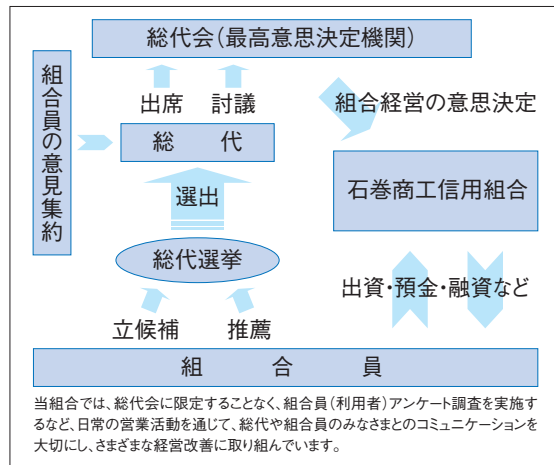 総代会（最高意思決定機関）
組合員の意見集約
出席　討議
組合経営の意思決定
総　代
石巻商工信用組合
選出
総代選挙
出資・預金・融資など
立候補　推薦
組　合　員
当組合では、総代会に限定することなく、組合員（利用者）アンケート調査を実施す
るなど、日常の営業活動を通じて、総代や組合員のみなさまとのコミュニケーションを
大切にし、さまざまな経営改善に取り組んでいます。